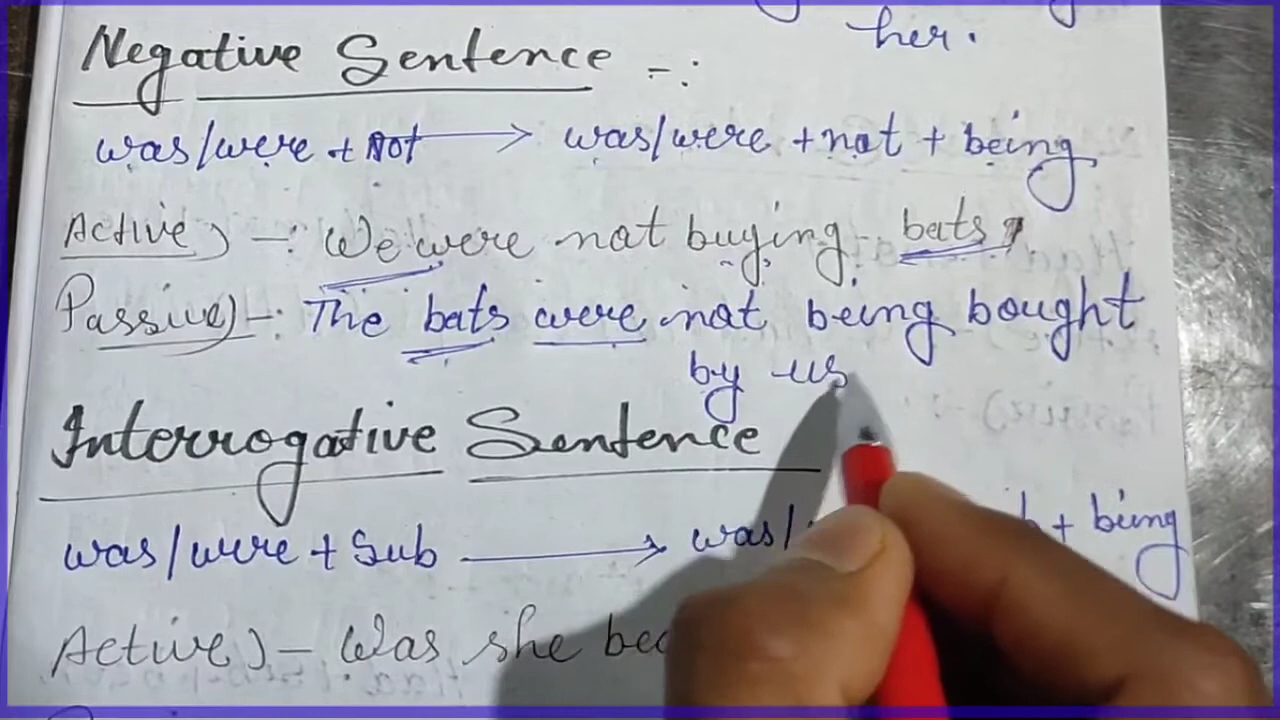 her.
Negative Sentence -:
was/were + not → was/were + not + being
Active) -: We were not buying bats,
Passive) -: The bats were not being bought
by us
Interrogative Sentence
was/were + Sub → was/ + being
Active) - Was she